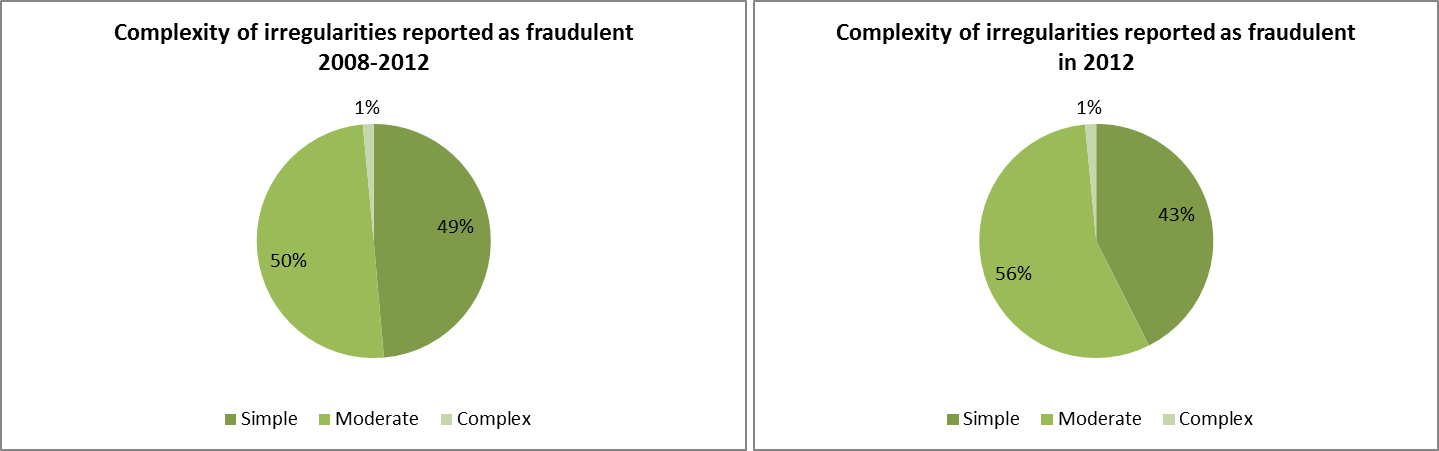 Complexity of irregularities reported as fraudulent
2008-2012
1%
49%
50%
Simple Moderate Complex
Complexity of irregularities reported as fraudulent
in 2012
1%
43%
56%
Simple Moderate Complex